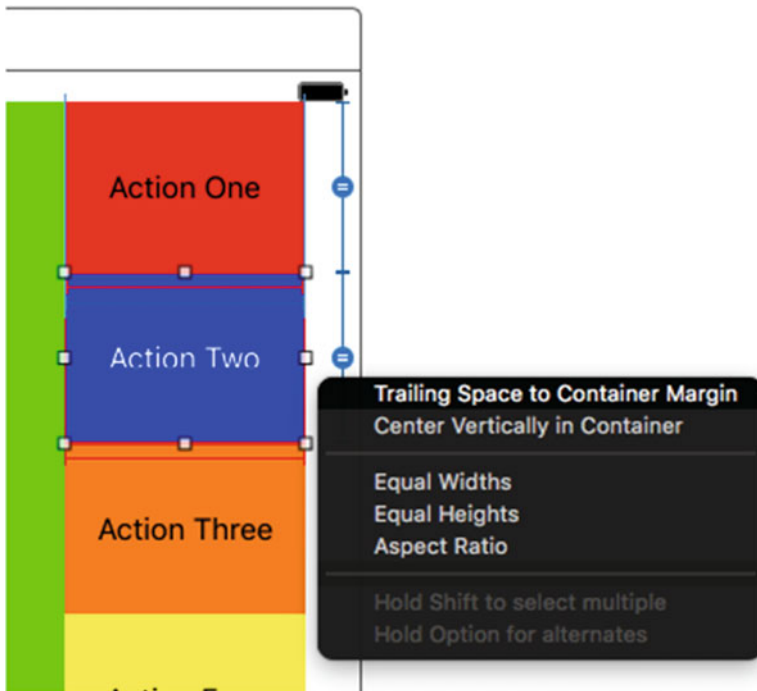 Action One
Action Two
Trailing Space to Container Margin
Center Vertically in Container
Equal Widths
Equal Heights
Aspect Ratio
Action Three
Hold Shift to select multiple
Hold Option for alternates
Action